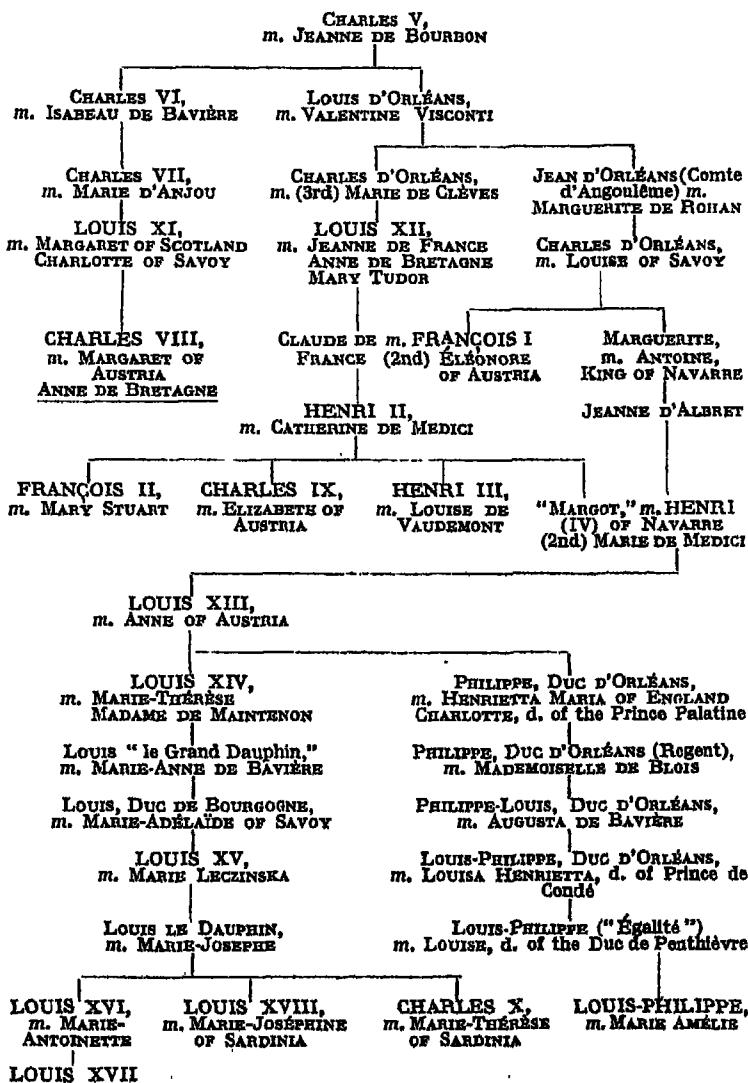 CHARLES V,
m. JEANNE DE BOURBON
CHARLES VI,
m. ISABEAU DE BAVIÈRE
LOUIS D'ORLÉANS,
m. VALENTINE VISCONTI
CHARLES VII,
m. MARIE D'ANJOU
CHARLES D'ORLÉANS,
m. (3rd) MARIE DE CLÈVES
JEAN D'ORLÉANS (Comte
d'Angoulême) m.
MARGUERITE DE ROHAN
LOUIS XI,
m. MARGARET OF SCOTLAND
CHARLOTTE OF SAVOY
LOUIS XII,
m. JEANNE DE FRANCE
ANNE DE BRETAGNE
MARY TUDOR
CHARLES D'ORLÉANS,
m. LOUISE OF SAVOY
CHARLES VIII,
m. MARGARET OF
AUSTRIA
ANNE DE BRETAGNE
CLAUDE DE m. FRANÇOIS I
FRANCE (2nd) ÉLÉONORE
OF AUSTRIA
MARGUERITE,
m. ANTOINE,
KING OF NAVARRE
HENRI II,
m. CATHERINE DE MEDICI
JEANNE D'ALBRET
FRANÇOIS II,
m. MARY STUART
CHARLES IX,
m. ELIZABETH OF
AUSTRIA
HENRI III,
m. LOUISE DE
VAUDEMONT
"MARGOT," m. HENRI
(IV) OF NAVARRE
(2nd) MARIE DE MEDICI
LOUIS XIII,
m. ANNE OF AUSTRIA
LOUIS XIV,
m. MARIE-THÉRÈSE
MADAME DE MAINTENON
PHILIPPE, DUC D'ORLÉANS,
m. HENRIETTA MARIA OF ENGLAND
CHARLOTTE, d. of the Prince Palatine
LOUIS "le Grand Dauphin,"
m. MARIE-ANNE DE BAVIÈRE
PHILIPPE, DUC D'ORLÉANS (Regent),
m. MADEMOISELLE DE BLOIS
LOUIS, DUC DE BOURGOGNE,
m. MARIE-ADÉLAÏDE OF SAVOY
PHILIPPE-LOUIS, DUC D'ORLÉANS,
m. AUGUSTA DE BAVIÈRE
LOUIS XV,
m. MARIE LECZINSKA
LOUIS-PHILIPPE, DUC D'ORLÉANS,
m. LOUISA HENRIETTA, d. of Prince de
Condé
LOUIS LE DAUPHIN,
m. MARIE-JOSEPHE
LOUIS-PHILIPPE ("Égalité")
m. LOUISE, d. of the Duc de Penthièvre
LOUIS XVI,
m. MARIE-
ANTOINETTE
LOUIS XVIII,
m. MARIE-JOSÉPHINE
OF SARDINIA
CHARLES X,
m. MARIE-THÉRÈSE
OF SARDINIA
LOUIS-PHILIPPE,
m. MARIE AMÉLIE
LOUIS XVII